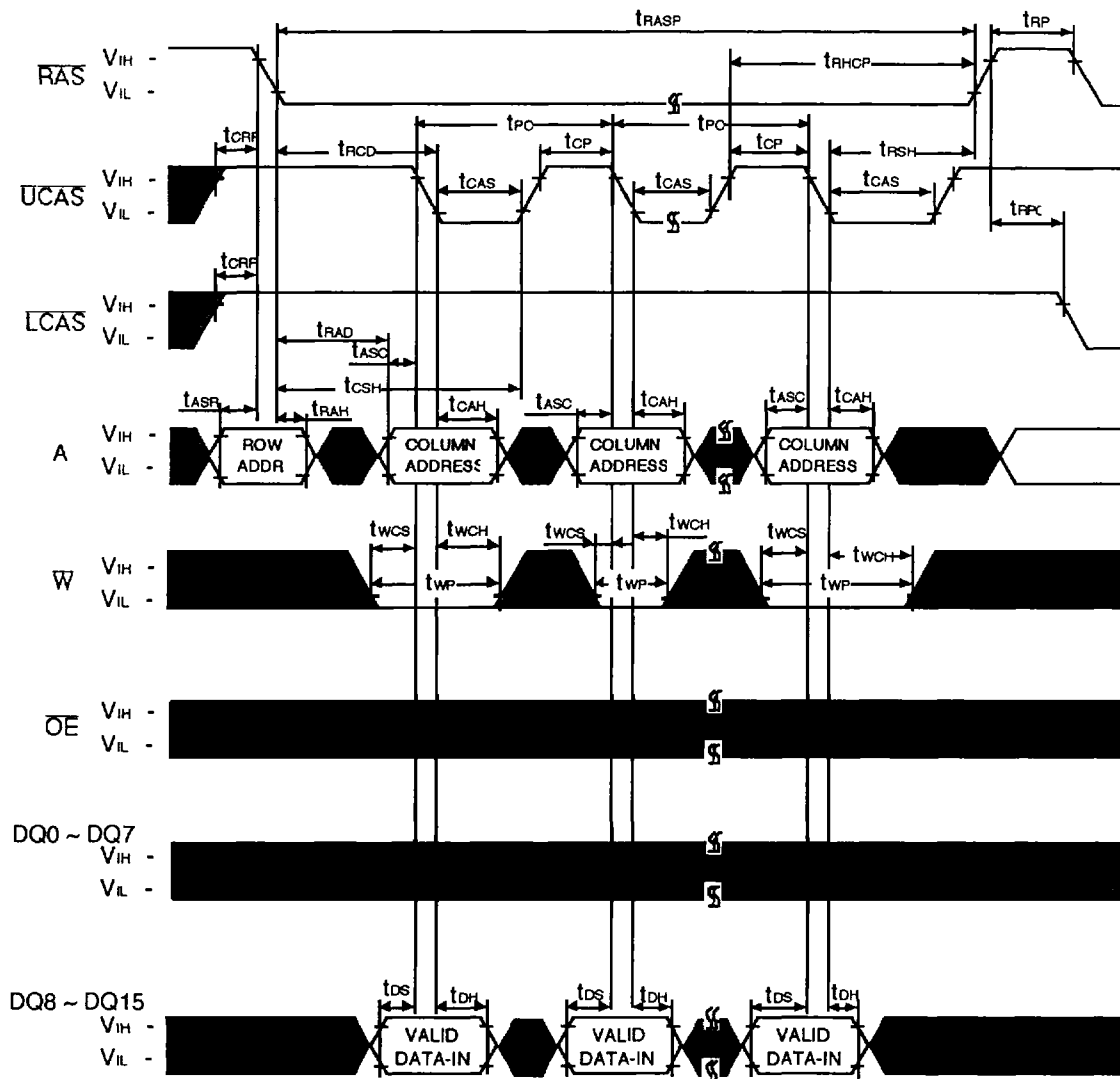 tRASP
tRP
RAS
VIH -
VIL -
tRHCP
tCRP
tRCD
tPC
tPC
tCP
tCP
tRSH
UCAS
VIH -
VIL -
tCAS
tCAS
tCAS
tRPC
tCRP
LCAS
VIH -
VIL -
tRAD
tASC
tCSH
tASR
tRAH
tCAH
tASC
tCAH
tASC
tCAH
A
VIH -
VIL -
ROW
ADDR
COLUMN
ADDRESS
COLUMN
ADDRESS
COLUMN
ADDRESS
tWCS
tWCH
tWCS
tWCH
tWCS
tWCH
W
VIH -
VIL -
tWP
tWP
tWP
OE
VIH -
VIL -
DQ0 ~ DQ7
VIH -
VIL -
DQ8 ~ DQ15
VIH -
VIL -
tDS
tDH
tDS
tDH
tDS
tDH
VALID
DATA-IN
VALID
DATA-IN
VALID
DATA-IN